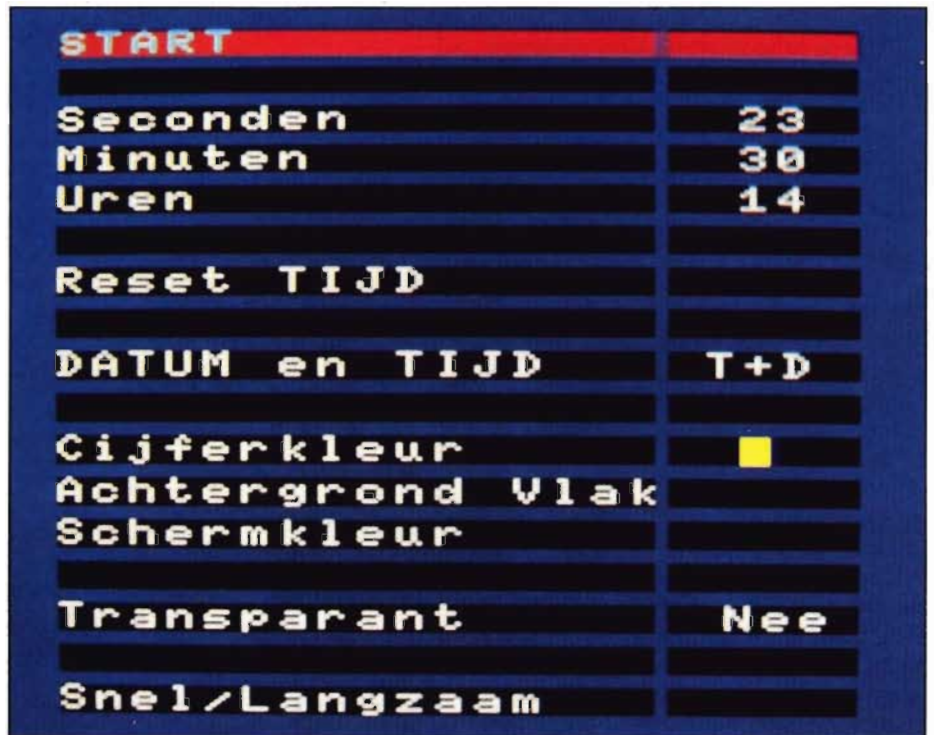 START
Seconden 23
Minuten 30
Uren 14
Reset TIJD
DATUM en TIJD T+D
Cijferkleur
Achtergrond Vlak
Schermkleur
Transparant Nee
Snel/Langzaam